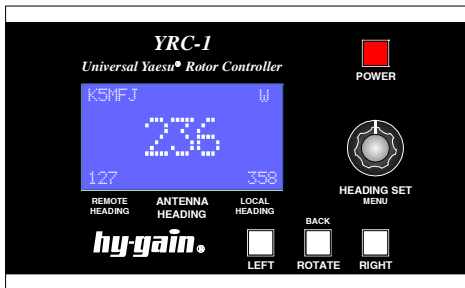 YRC-1
Universal Yaesu® Rotor Controller
POWER
K5MFJ W
236
127 358
REMOTE HEADING
ANTENNA HEADING
LOCAL HEADING
HEADING SET
MENU
hy-gain®
BACK
LEFT ROTATE RIGHT